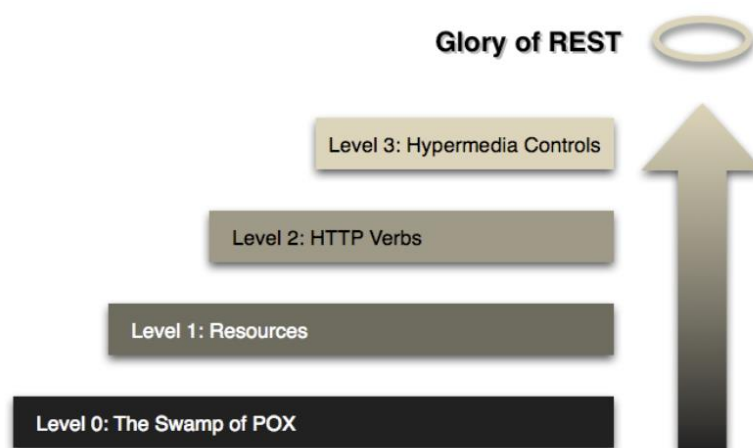 Glory of REST
Level 3: Hypermedia Controls
Level 2: HTTP Verbs
Level 1: Resources
Level 0: The Swamp of POX